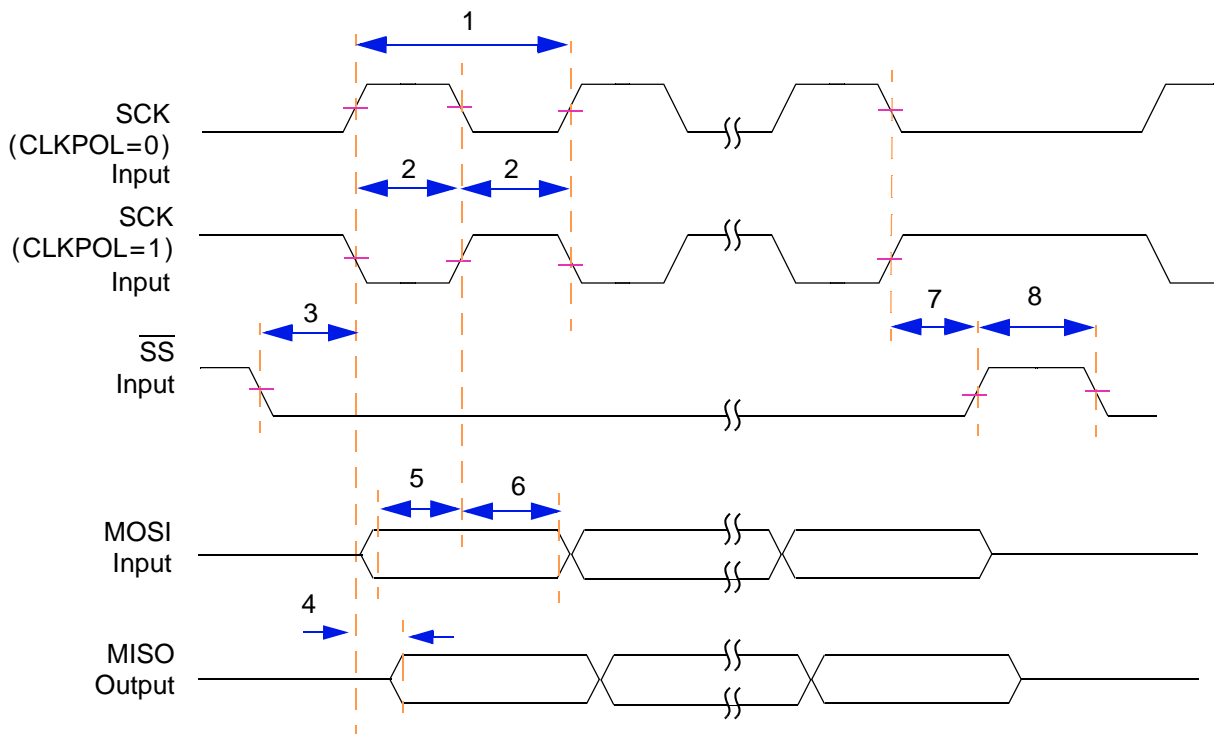 1
SCK
(CLKPOL=0)
Input
2
2
SCK
(CLKPOL=1)
Input
3
7
8
SS
Input
5
6
MOSI
Input
4
MISO
Output